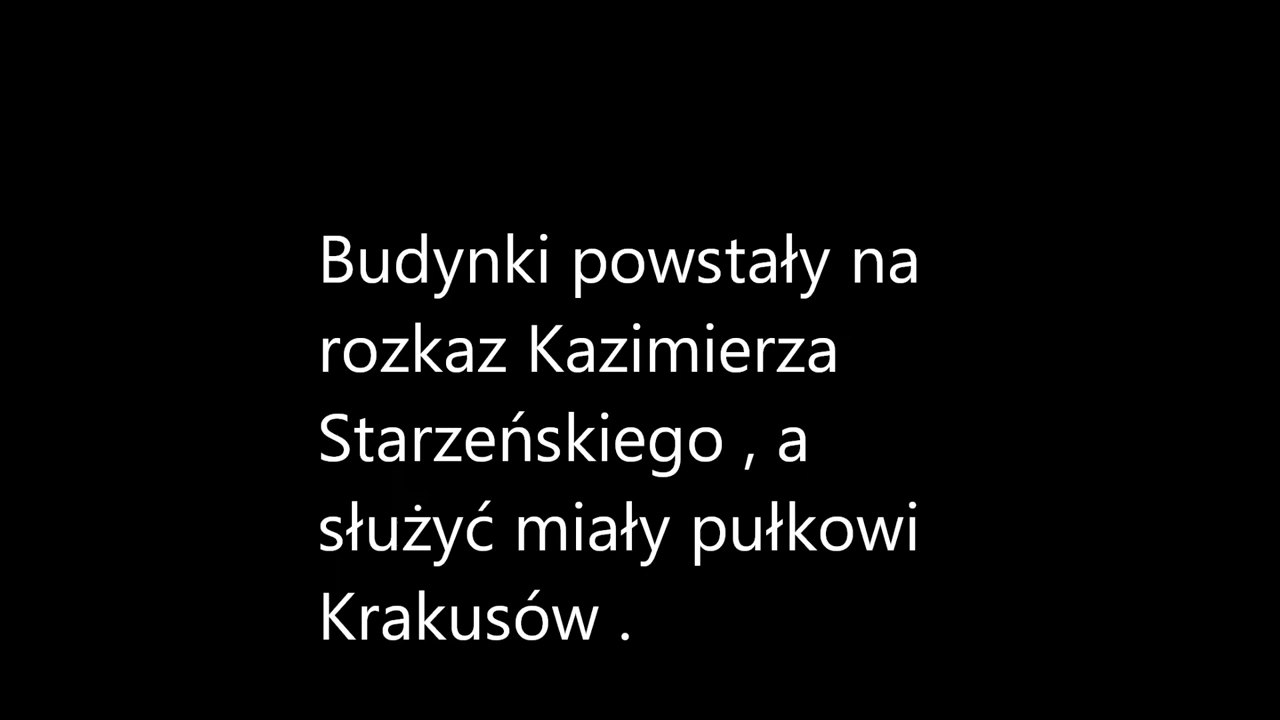 Budynki powstały na
rozkaz Kazimierza
Starzeńskiego , a
służyć miały pułkowi
Krakusów .